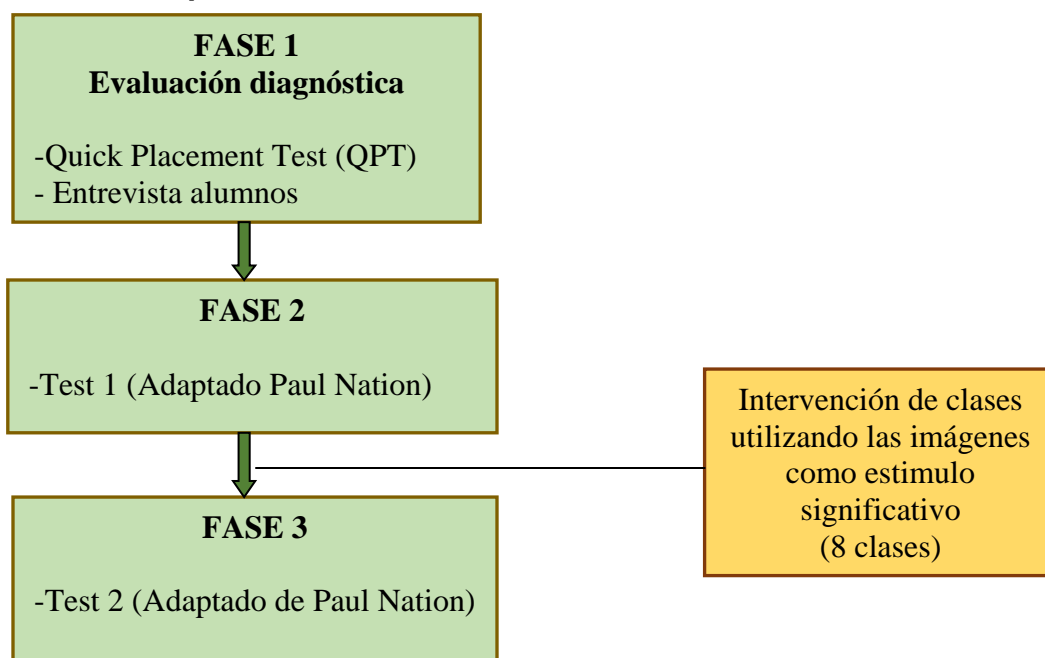 FASE 1
Evaluación diagnóstica
-Quick Placement Test (QPT)
- Entrevista alumnos
FASE 2
-Test 1 (Adaptado Paul Nation)
Intervención de clases
utilizando las imágenes
como estimulo
significativo
(8 clases)
FASE 3
-Test 2 (Adaptado de Paul Nation)